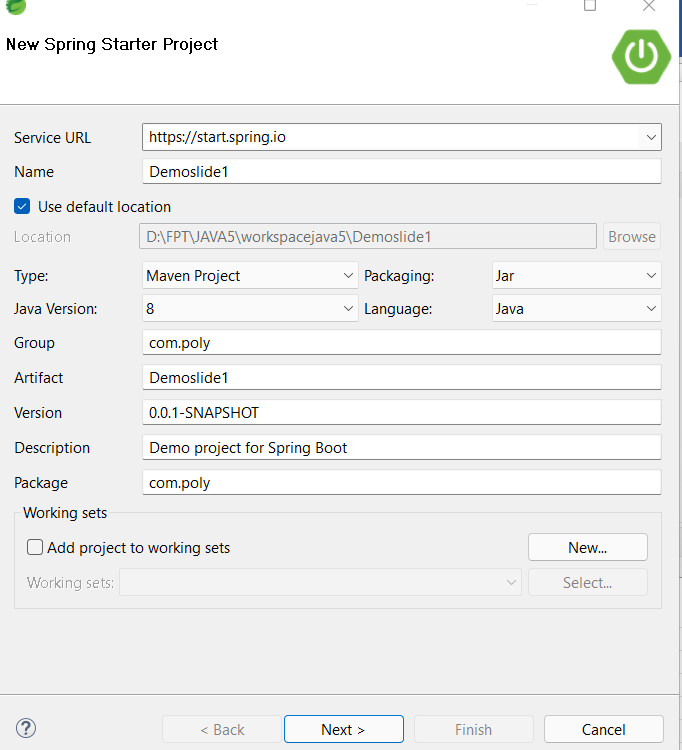 New Spring Starter Project
Service URL https://start.spring.io
Name Demoslide1
Use default location
Location D:\FPT\JAVA5\workspacejava5\Demoslide1 Browse
Type: Maven Project Packaging: Jar
Java Version: 8 Language: Java
Group com.poly
Artifact Demoslide1
Version 0.0.1-SNAPSHOT
Description Demo project for Spring Boot
Package com.poly
Working sets
Add project to working sets New...
Working sets: Select...
? < Back Next > Finish Cancel